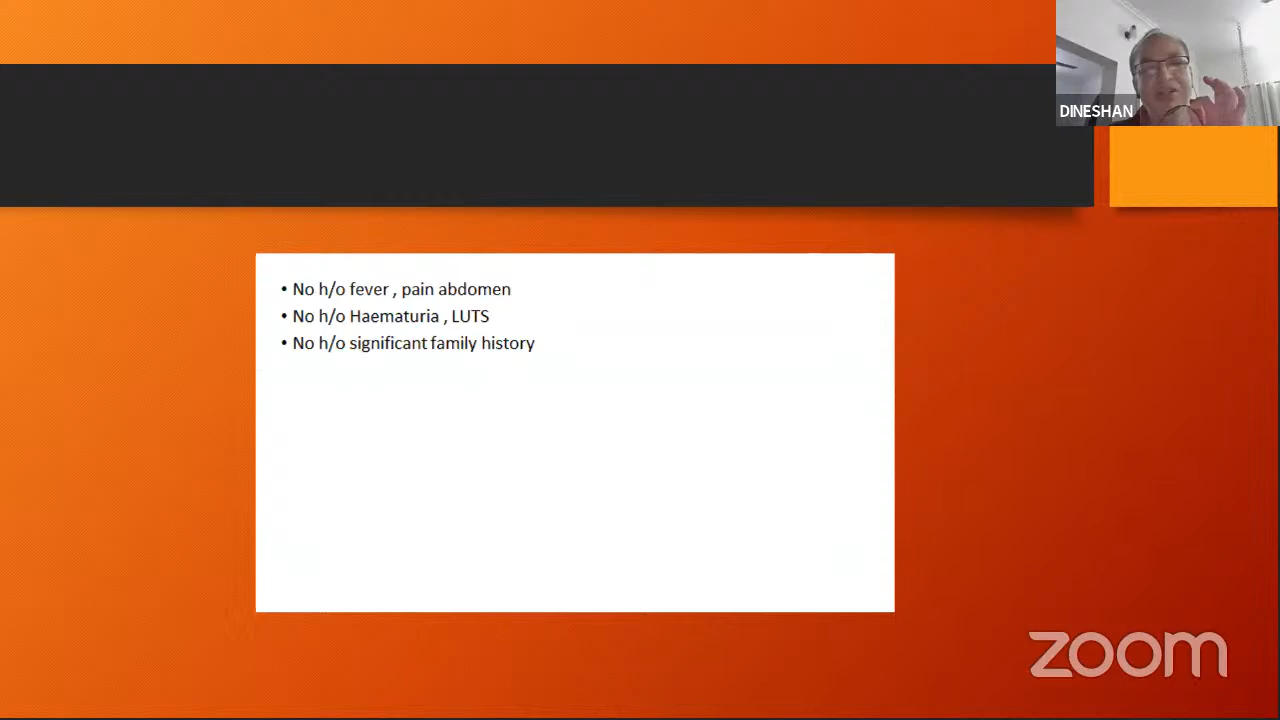 DINESHAN
• No h/o fever , pain abdomen
• No h/o Haematuria , LUTS
• No h/o significant family history
zoom